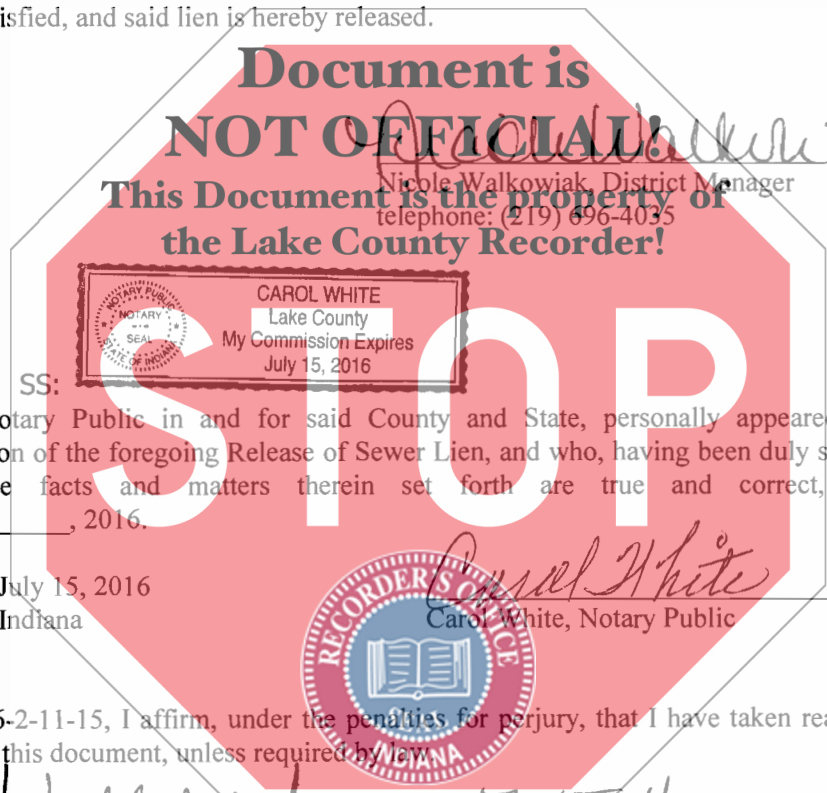 isfied, and said lien is hereby released.
Document is
NOT OFFICIAL!
Nicole Walkowiak, District Manager
This Document is the property of
telephone: (219) 696-4035
the Lake County Recorder!
NOTARY PUBLIC
NOTARY
SEAL
STATE OF INDIANA
CAROL WHITE
Lake County
My Commission Expires
July 15, 2016
STOP
SS:
otary Public in and for said County and State, personally appeare
on of the foregoing Release of Sewer Lien, and who, having been duly s
e facts and matters therein set forth are true and correct,
, 2016.
July 15, 2016
Carol White
Indiana
Carol White, Notary Public
RECORDER'S OFFICE
SEAL
INDIANA
6-2-11-15, I affirm, under the penalties for perjury, that I have taken rea
this document, unless required by law.